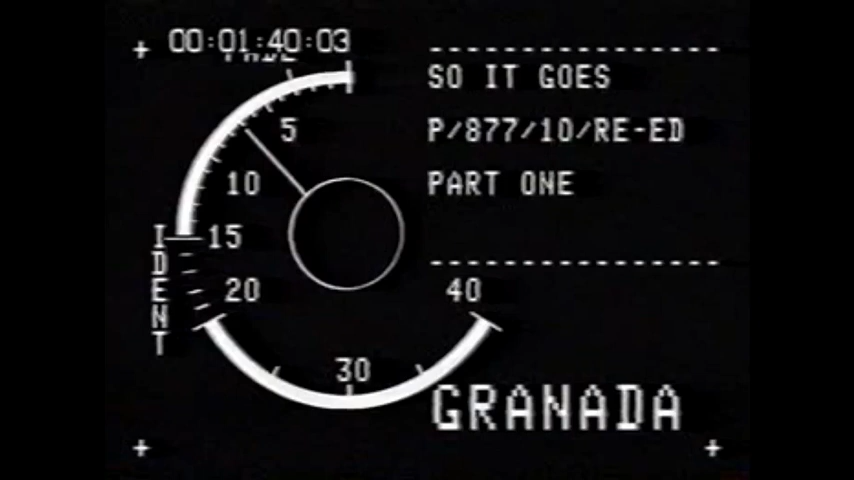 00:01:40:03
FADE
SO IT GOES
P/877/10/RE-ED
PART ONE
5
10
15
20
30
40
IDENT
GRANADA